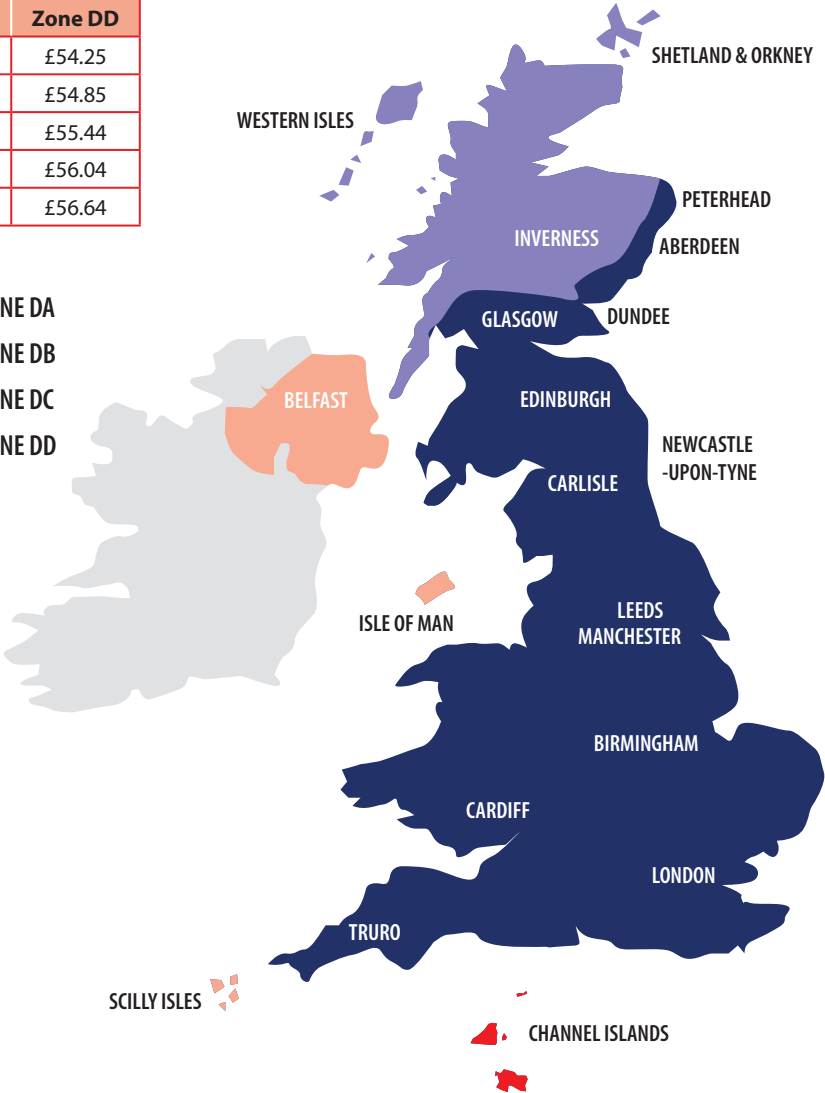 Zone DD
£54.25
£54.85
£55.44
£56.04
£56.64
NE DA
NE DB
NE DC
NE DD
SHETLAND & ORKNEY
WESTERN ISLES
PETERHEAD
INVERNESS
ABERDEEN
GLASGOW
DUNDEE
BELFAST
EDINBURGH
NEWCASTLE
-UPON-TYNE
CARLISLE
ISLE OF MAN
LEEDS
MANCHESTER
BIRMINGHAM
CARDIFF
LONDON
TRURO
SCILLY ISLES
CHANNEL ISLANDS